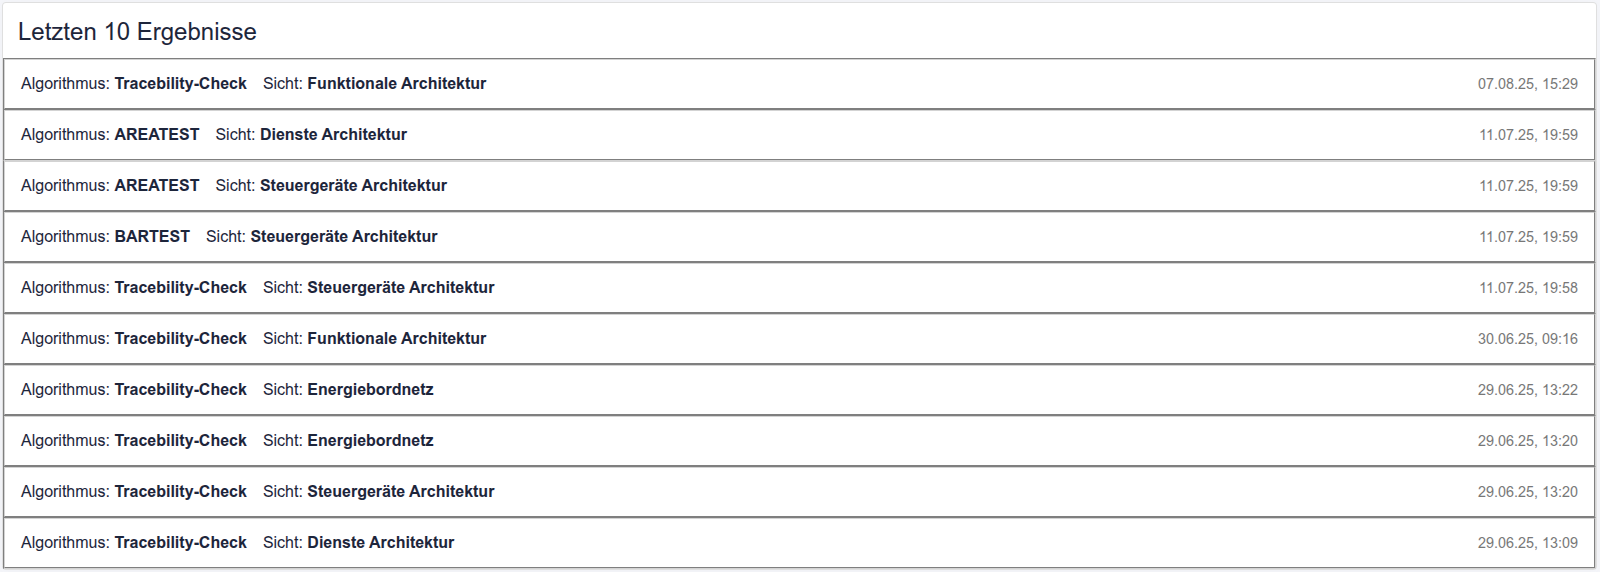 Letzten 10 Ergebnisse
Algorithmus: Tracebility-Check Sicht: Funktionale Architektur 07.08.25, 15:29
Algorithmus: AREATEST Sicht: Dienste Architektur 11.07.25, 19:59
Algorithmus: AREATEST Sicht: Steuergeräte Architektur 11.07.25, 19:59
Algorithmus: BARTEST Sicht: Steuergeräte Architektur 11.07.25, 19:59
Algorithmus: Tracebility-Check Sicht: Steuergeräte Architektur 11.07.25, 19:58
Algorithmus: Tracebility-Check Sicht: Funktionale Architektur 30.06.25, 09:16
Algorithmus: Tracebility-Check Sicht: Energiebordnetz 29.06.25, 13:22
Algorithmus: Tracebility-Check Sicht: Energiebordnetz 29.06.25, 13:20
Algorithmus: Tracebility-Check Sicht: Steuergeräte Architektur 29.06.25, 13:20
Algorithmus: Tracebility-Check Sicht: Dienste Architektur 29.06.25, 13:09